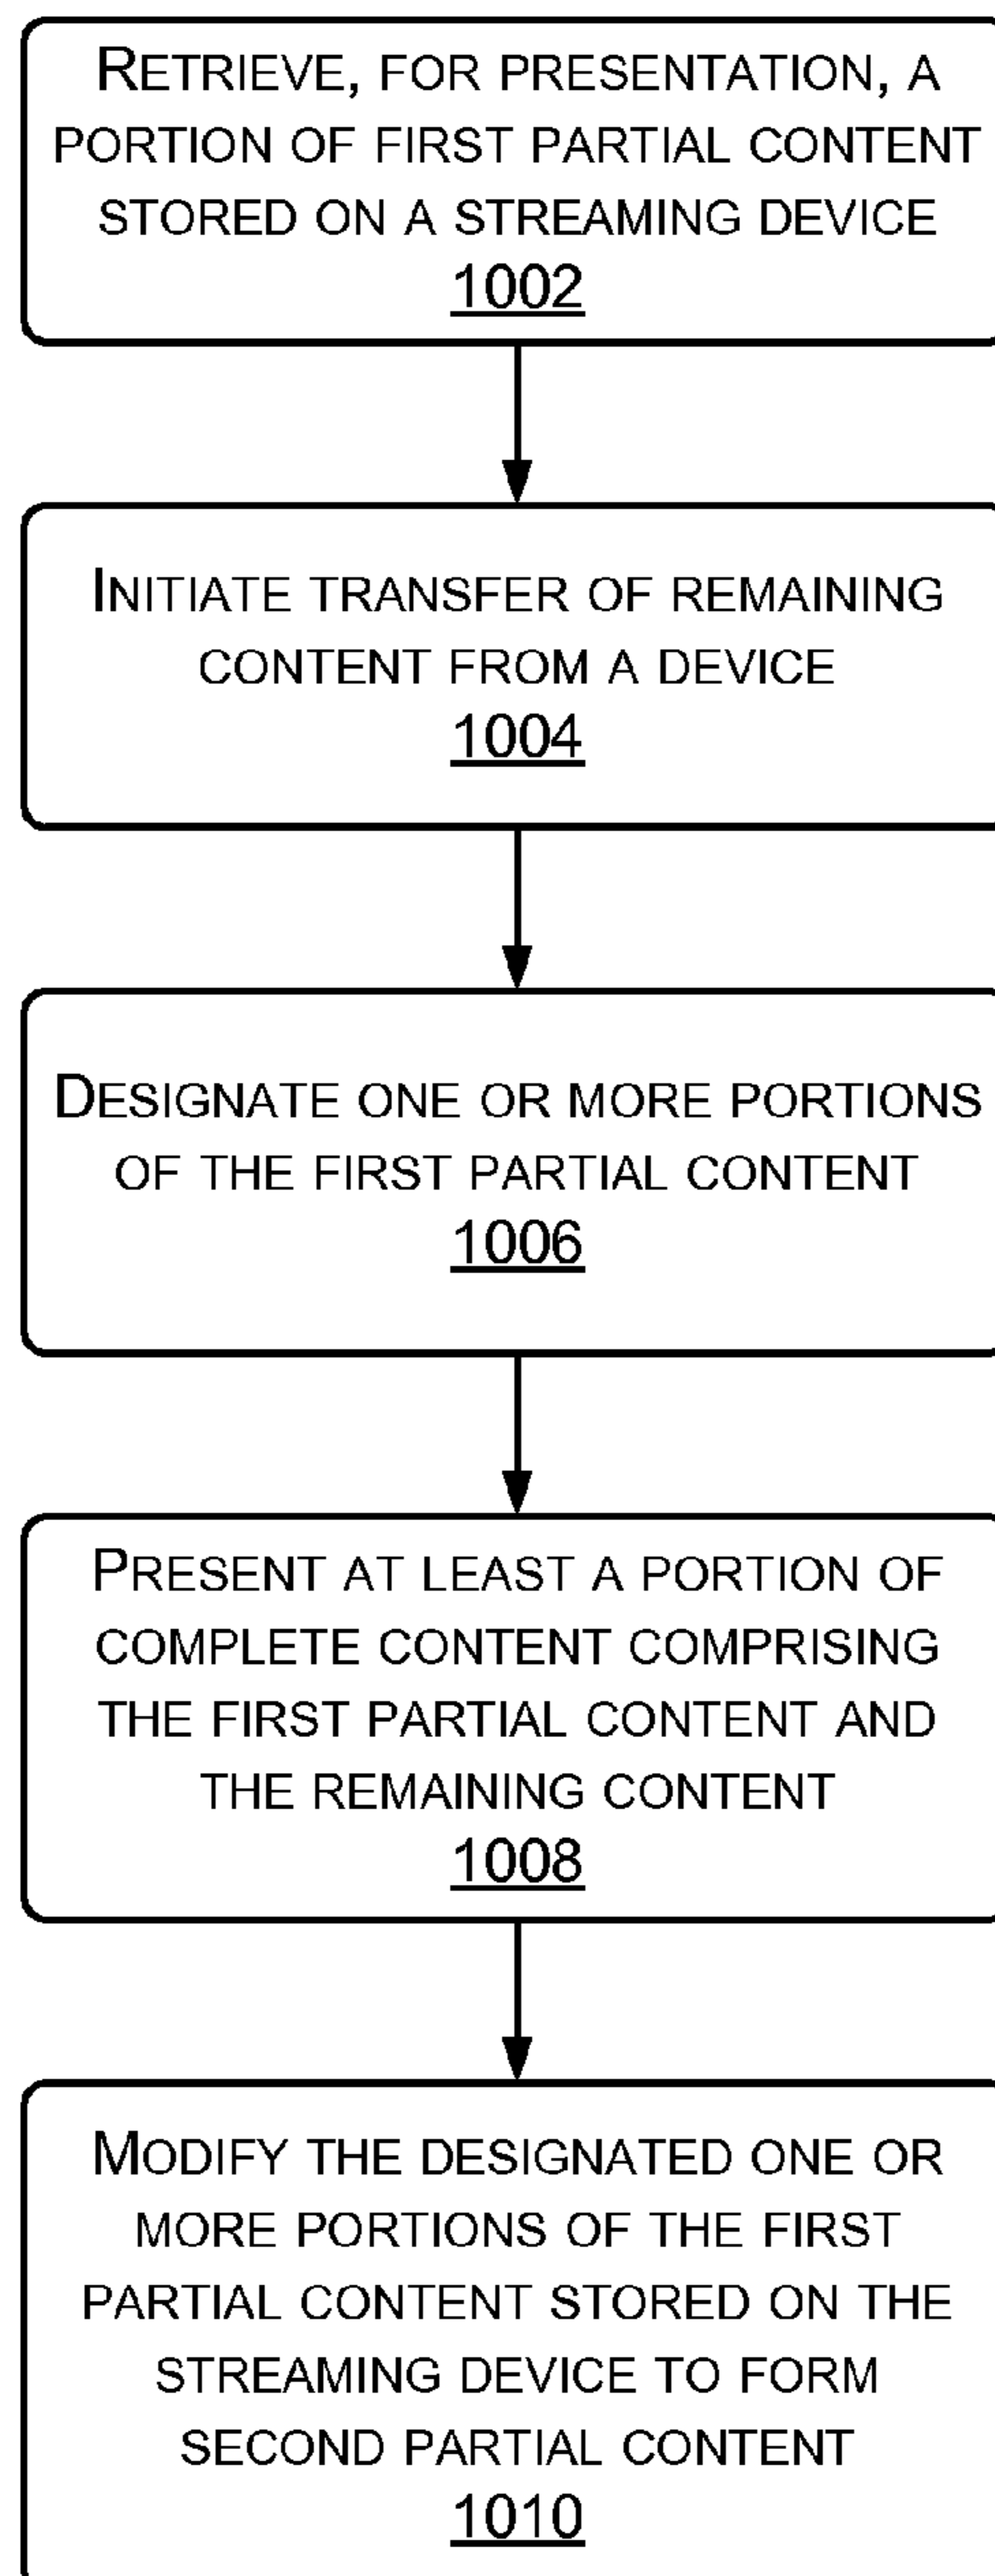 RETRIEVE, FOR PRESENTATION, A
PORTION OF FIRST PARTIAL CONTENT
STORED ON A STREAMING DEVICE
1002
INITIATE TRANSFER OF REMAINING
CONTENT FROM A DEVICE
1004
DESIGNATE ONE OR MORE PORTIONS
OF THE FIRST PARTIAL CONTENT
1006
PRESENT AT LEAST A PORTION OF
COMPLETE CONTENT COMPRISING
THE FIRST PARTIAL CONTENT AND
THE REMAINING CONTENT
1008
MODIFY THE DESIGNATED ONE OR
MORE PORTIONS OF THE FIRST
PARTIAL CONTENT STORED ON THE
STREAMING DEVICE TO FORM
SECOND PARTIAL CONTENT
1010